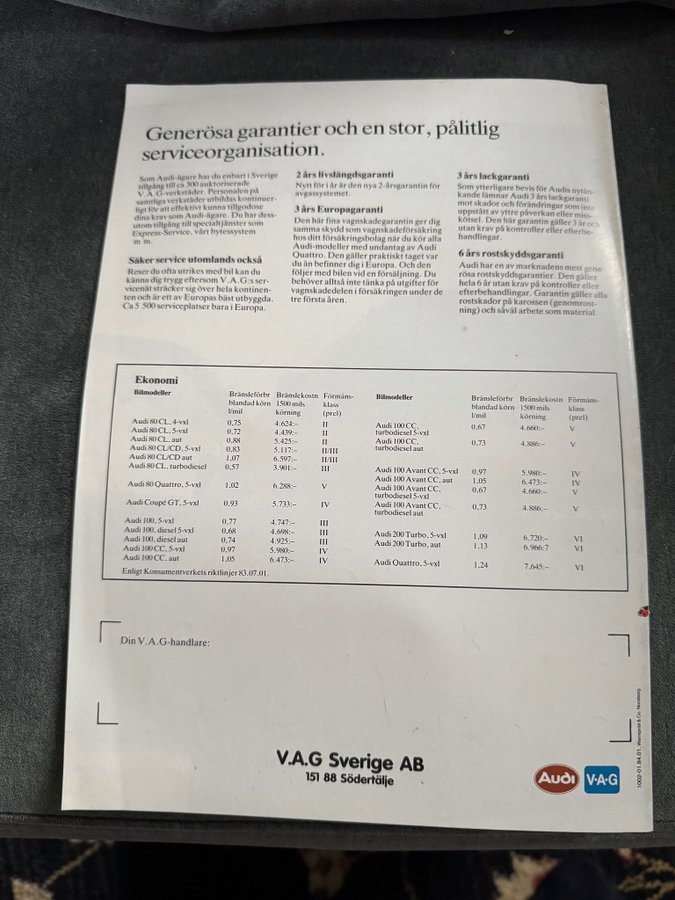 Generösa garantier och en stor, pålitlig
serviceorganisation.
Som Audi-ägare har du enbart i Sverige
tillgång till ca 300 auktoriserade
V.A.G-verkstäder. Personalen på
samtliga verkstäder utbildas kontinuer-
ligt för att effektivt kunna tillgodose
dina krav som Audi-ägare. Du har dess-
utom tillgång till specialtjänster som
Express-Service, vårt bytessystem
m m.
Säker service utomlands också
Reser du ofta utrikes med bil kan du
känna dig trygg eftersom V.A.G:s ser-
vicenät sträcker sig över hela kontinen-
ten och är ett av Europas bäst utbyggda.
Ca 5 500 serviceplatser bara i Europa.
2 års livslängdsgaranti
Nytt för i år är den nya 2-årsgarantin för
avgassystemet.
3 års Europagaranti
Den här fina vagnskadegarantin ger dig
samma skydd som vagnskadeförsäkring
hos ditt försäkringsbolag när du kör alla
Audi-modeller med undantag av Audi
Quattro. Den gäller praktiskt taget var
du än befinner dig i Europa. Och den
följer med bilen vid en försäljning. Du
behöver alltså inte tänka på utgifter för
vagnskadedelen i försäkringen under de
tre första åren.
3 års lackgaranti
Som ytterligare bevis för Audis nytän-
kande lämnar Audi 3 års lackgaranti
mot skador och förändringar som inte
uppstått av yttre påverkan eller miss-
kötsel. Den här garantin gäller 3 år och
utan krav på kontroll eller efterbe-
handlingar.
6 års rostskyddsgaranti
Audi har en av marknadens mest gene-
rösa rostskyddsgarantier. Den gäller
hela 6 år utan krav på kontroller eller
efterbehandlingar. Garantin gäller alla
rostskador på karossen (genomrost-
ning) och såväl arbete som material.
Ekonomi
Bilmodeller Bränsleförbr Bränslekostn Förmåns-
blandad körn 1500 mils klass
l/mil körning (prel)
Audi 80 CL, 4-vxl 0,75 4.624:– II
Audi 80 CL, 5-vxl 0,72 4.439:– II
Audi 80 CL, aut 0,88 5.425:– II
Audi 80 CL/CD, 5-vxl 0,83 5.117:– II/III
Audi 80 CL/CD aut 1,07 6.597:– II/III
Audi 80 CL, turbodiesel 0,57 3.901:– III
Audi 80 Quattro, 5-vxl 1,02 6.288:– V
Audi Coupé GT, 5-vxl 0,93 5.733:– IV
Audi 100, 5-vxl 0,77 4.747:– III
Audi 100, diesel 5-vxl 0,68 4.698:– III
Audi 100, diesel aut 0,74 4.925:– III
Audi 100 CC, 5-vxl 0,97 5.980:– IV
Audi 100 CC, aut 1,05 6.473:– IV
Enligt Konsumentverkets riktlinjer 83.07.01.
Bilmodeller Bränsleförbr Bränslekostn Förmåns-
blandad körn 1500 mils klass
l/mil körning (prel)
Audi 100 CC, 0,67 4.660:– V
turbodiesel 5-vxl
Audi 100 CC, 0,73 4.886:– V
turbodiesel aut
Audi 100 Avant CC, 5-vxl 0,97 5.980:– IV
Audi 100 Avant CC, aut 1,05 6.473:– IV
Audi 100 Avant CC, 0,67 4.660:– V
turbodiesel 5-vxl
Audi 100 Avant CC, 0,73 4.886:– V
turbodiesel aut
Audi 200 Turbo, 5-vxl 1,09 6.720:– VI
Audi 200 Turbo, aut 1,13 6.966:7 VI
Audi Quattro, 5-vxl 1,24 7.645:– VI
Din V.A.G-handlare:
V.A.G Sverige AB
151 88 Södertälje
Audi V·A·G